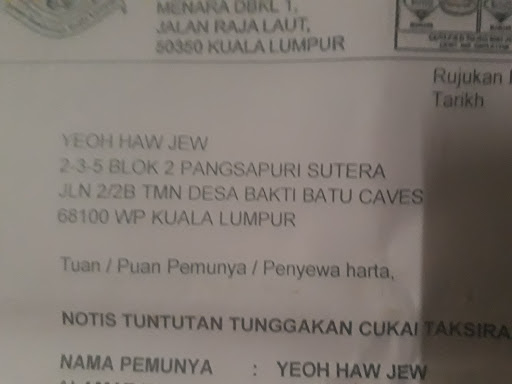 MENARA DBKL 1,
JALAN RAJA LAUT,
50350 KUALA LUMPUR
Rujukan
Tarikh
YEOH HAW JEW
2-3-5 BLOK 2 PANGSAPURI SUTERA
JLN 2/2B TMN DESA BAKTI BATU CAVES
68100 WP KUALA LUMPUR
Tuan / Puan Pemunya / Penyewa harta,
NOTIS TUNTUTAN TUNGGAKAN CUKAI TAKSIRA
NAMA PEMUNYA : YEOH HAW JEW